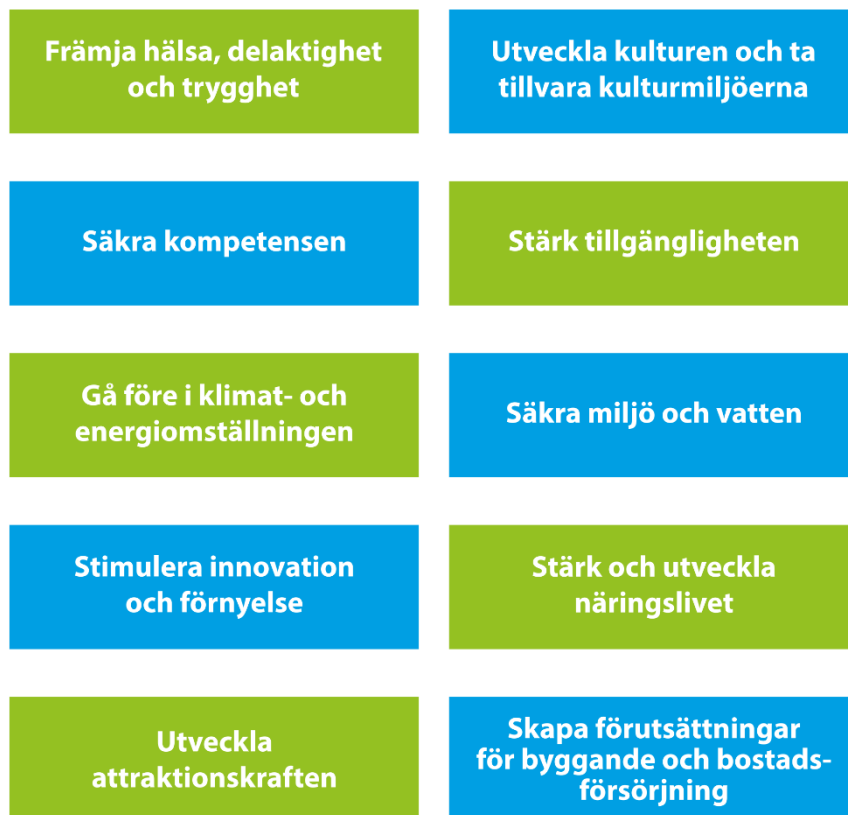 Främja hälsa, delaktighet
och trygghet
Utveckla kulturen och ta
tillvara kulturmiljöerna
Säkra kompetensen
Stärk tillgängligheten
Gå före i klimat- och
energiomställningen
Säkra miljö och vatten
Stimulera innovation
och förnyelse
Stärk och utveckla
näringslivet
Utveckla
attraktionskraften
Skapa förutsättningar
för byggande och bostads-
försörjning